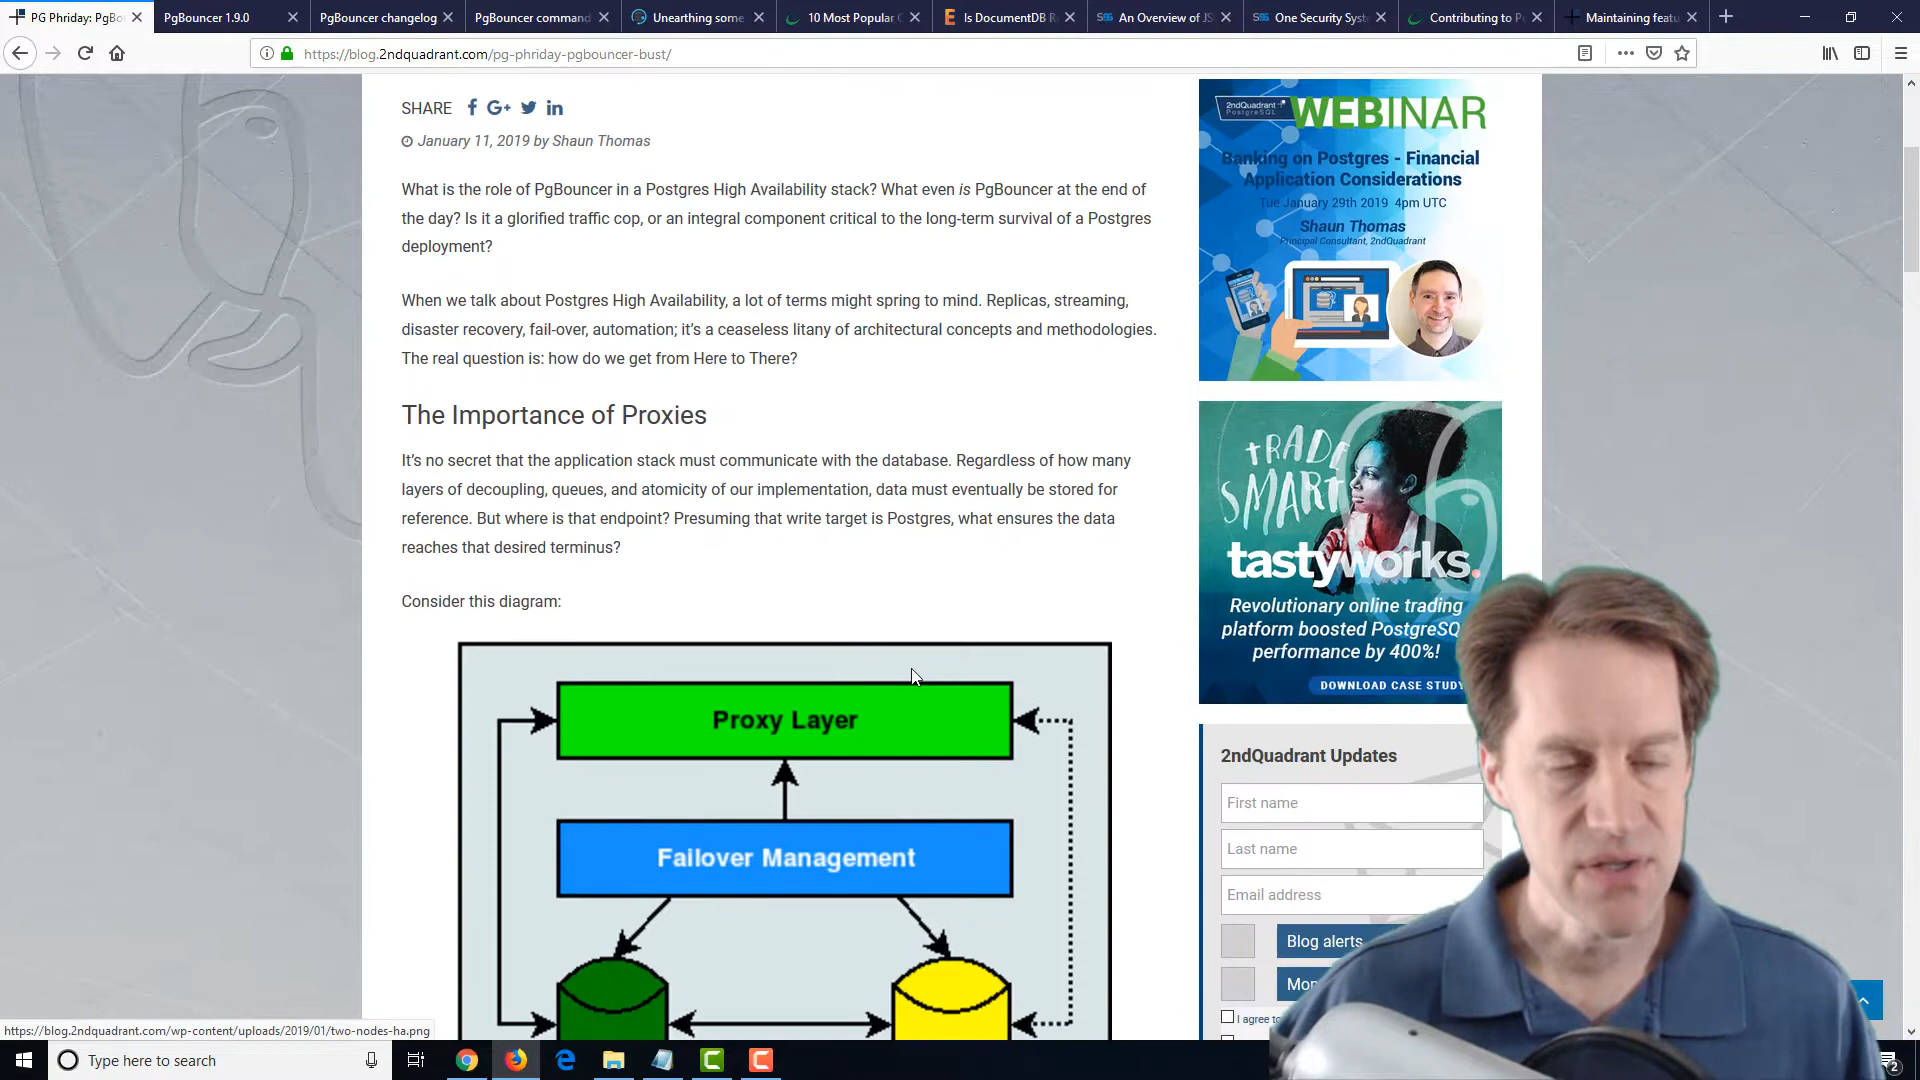 PG Phriday: PgBou
PgBouncer 1.9.0
PgBouncer changelog
PgBouncer command
Unearthing some
10 Most Popular
Is DocumentDB R
An Overview of JS
One Security Syst
Contributing to P
Maintaining featu
https://blog.2ndquadrant.com/pg-phriday-pgbouncer-bust/
SHARE
January 11, 2019 by Shaun Thomas
What is the role of PgBouncer in a Postgres High Availability stack? What even is PgBouncer at the end of
the day? Is it a glorified traffic cop, or an integral component critical to the long-term survival of a Postgres
deployment?
When we talk about Postgres High Availability, a lot of terms might spring to mind. Replicas, streaming,
disaster recovery, fail-over, automation; it's a ceaseless litany of architectural concepts and methodologies.
The real question is: how do we get from Here to There?
The Importance of Proxies
It's no secret that the application stack must communicate with the database. Regardless of how many
layers of decoupling, queues, and atomicity of our implementation, data must eventually be stored for
reference. But where is that endpoint? Presuming that write target is Postgres, what ensures the data
reaches that desired terminus?
Consider this diagram:
Proxy Layer
Failover Management
2ndQuadrant
PostgreSQL
WEBINAR
Banking on Postgres - Financial
Application Considerations
Tue January 29th 2019 4pm UTC
Shaun Thomas
Principal Consultant, 2ndQuadrant
TRADE
SMART
tastyworks.
Revolutionary online trading
platform boosted PostgreSQ
performance by 400%!
DOWNLOAD CASE STUDY
2ndQuadrant Updates
First name
Last name
Email address
Blog alerts
Mon
I agree to
https://blog.2ndquadrant.com/wp-content/uploads/2019/01/two-nodes-ha.png
Type here to search
2